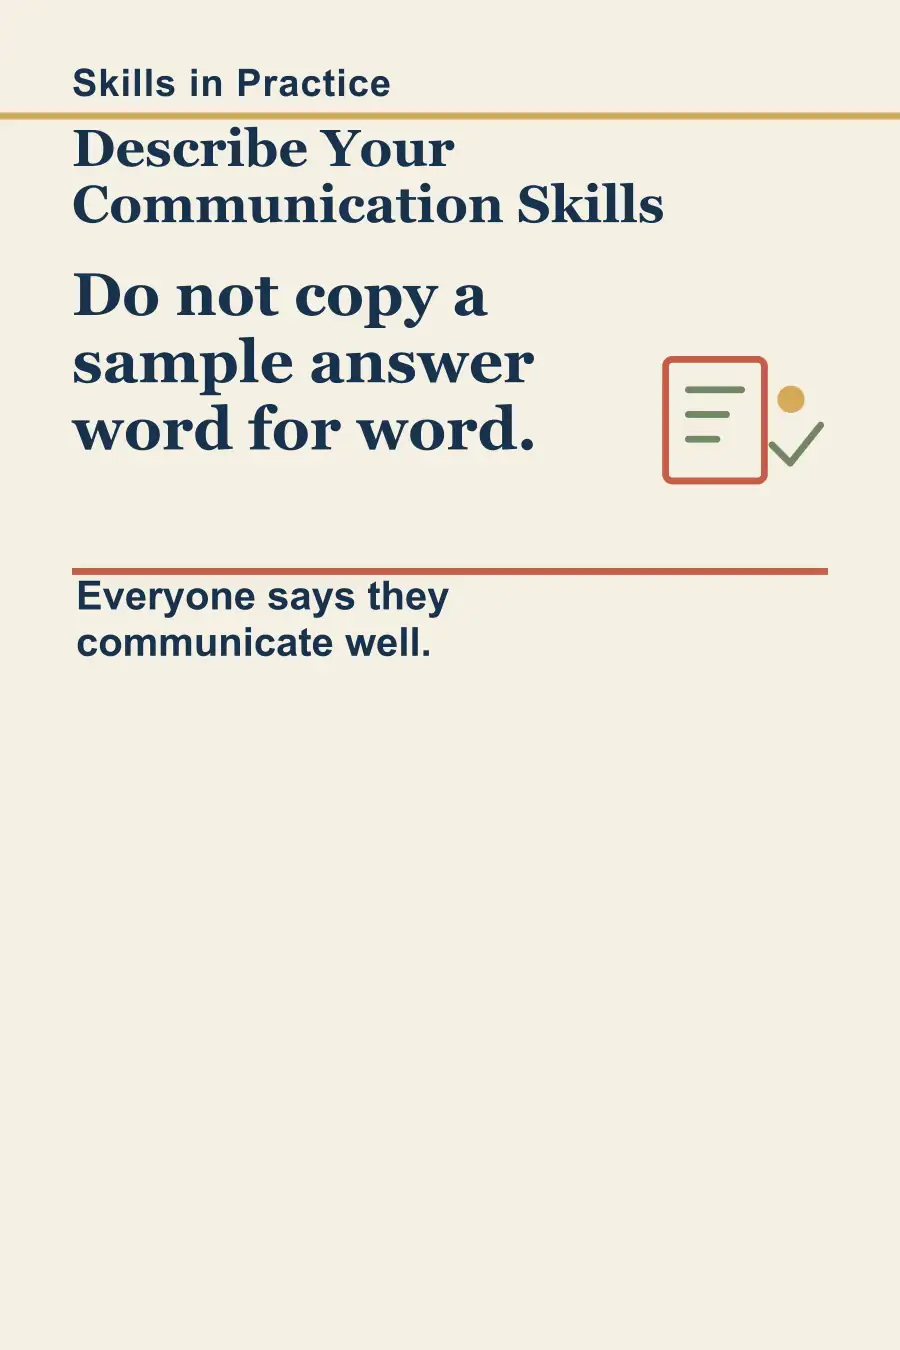 Skills in Practice
Describe Your
Communication Skills
Do not copy a
sample answer
word for word.
Everyone says they
communicate well.